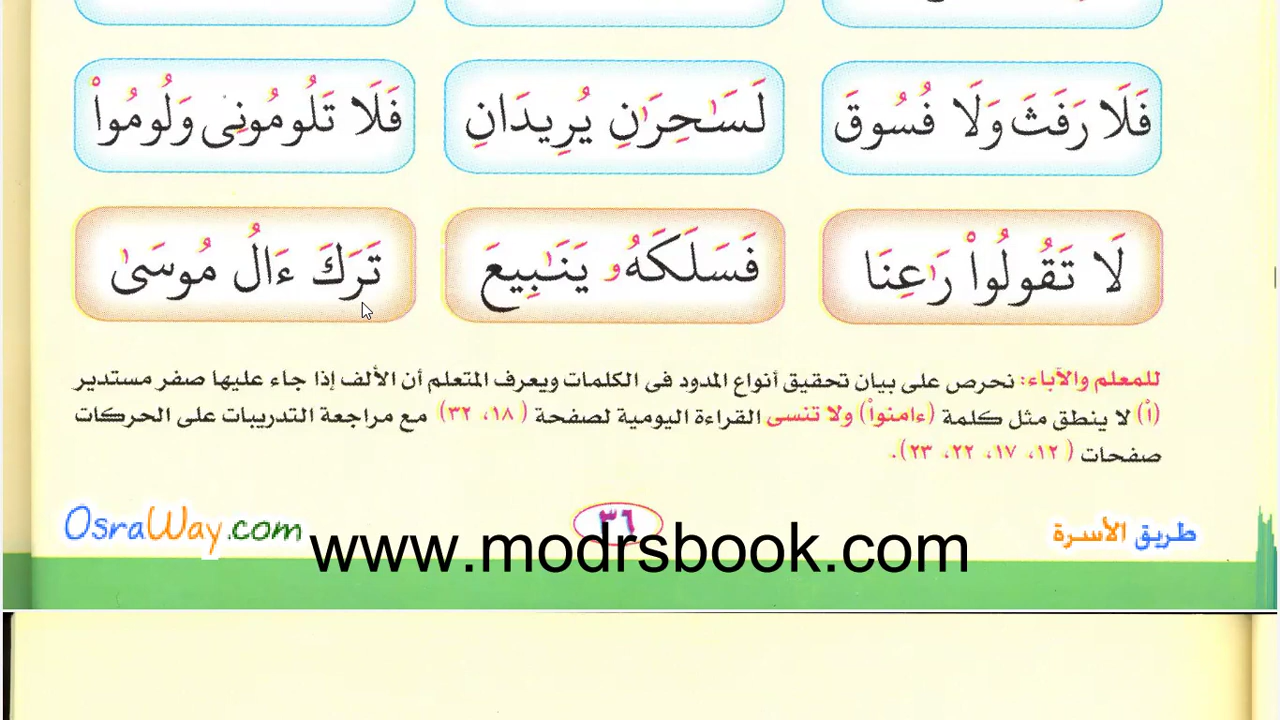 فَلَا رَفَثَ وَلَا فُسُوقَ
لَسَـٰحِرَٰنِ يُرِيدَانِ
فَلَا تَلُومُونِى وَلُومُوا۟
لَا تَقُولُوا۟ رَٰعِنَا
فَسَلَكَهُۥ يَنَـٰبِيعَ
تَرَكَ ءَالُ مُوسَىٰ
للمعلم والآباء: نحرص على بيان تحقيق أنواع المدود فى الكلمات ويعرف المتعلم أن الألف إذا جاء عليها صفر مستدير
(ا۟) لا ينطق مثل كلمة (ءامنوا۟) ولا تنسى القراءة اليومية لصفحة (١٨، ٣٢) مع مراجعة التدريبات على الحركات
صفحات (١٢، ١٧، ٢٢، ٢٣).
طريق الأسرة
٣٦
OsraWay.com
www.modrsbook.com